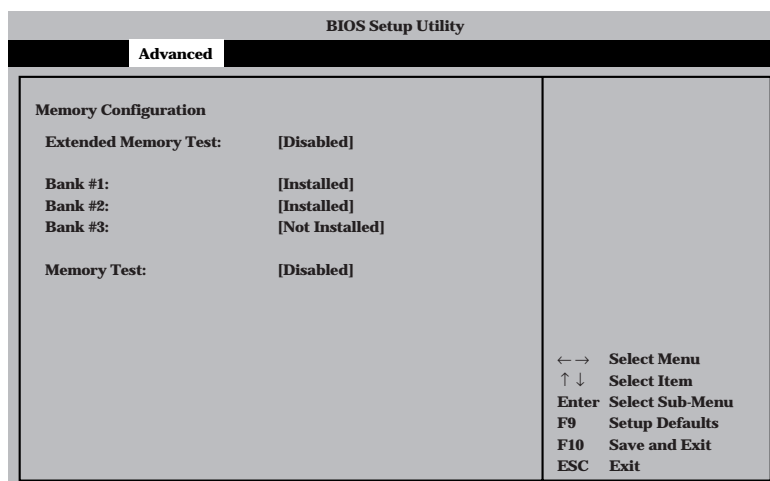 BIOS Setup Utility
Advanced
Memory Configuration
Extended Memory Test: [Disabled]
Bank #1: [Installed]
Bank #2: [Installed]
Bank #3: [Not Installed]
Memory Test: [Disabled]
←→ Select Menu
↑↓ Select Item
Enter Select Sub-Menu
F9 Setup Defaults
F10 Save and Exit
ESC Exit